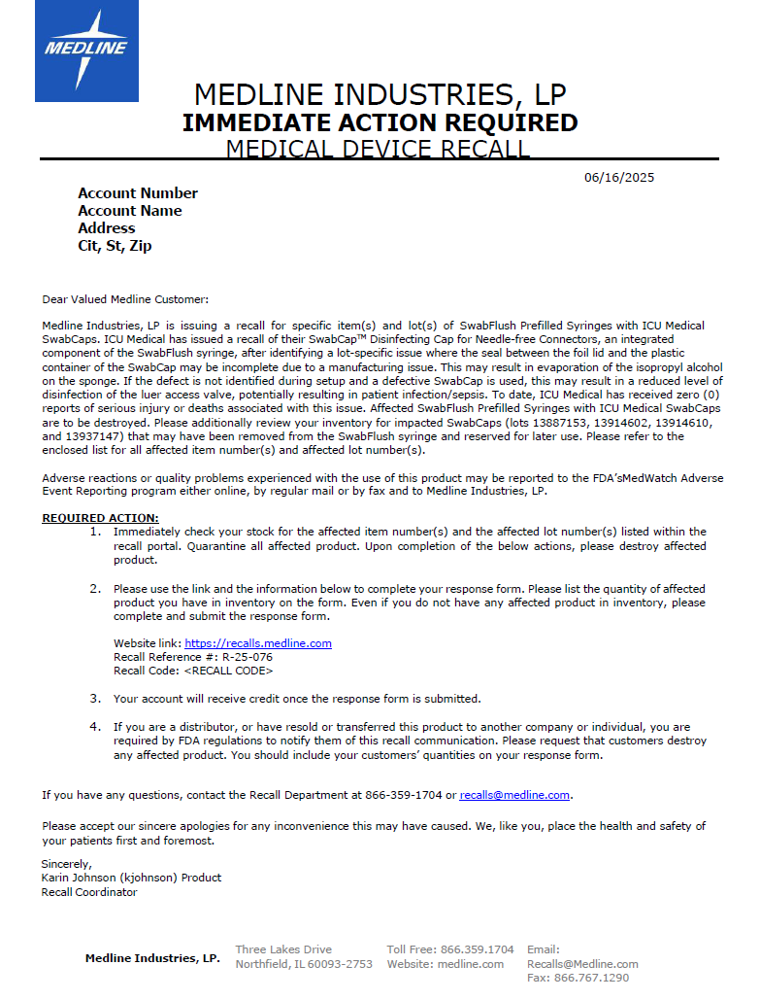 MEDLINE
MEDLINE INDUSTRIES, LP
IMMEDIATE ACTION REQUIRED
MEDICAL DEVICE RECALL
06/16/2025
Account Number
Account Name
Address
Cit, St, Zip
Dear Valued Medline Customer:
Medline Industries, LP is issuing a recall for specific item(s) and lot(s) of SwabFlush Prefilled Syringes with ICU Medical
SwabCaps. ICU Medical has issued a recall of their SwabCap™ Disinfecting Cap for Needle-free Connectors, an integrated
component of the SwabFlush syringe, after identifying a lot-specific issue where the seal between the foil lid and the plastic
container of the SwabCap may be incomplete due to a manufacturing issue. This may result in evaporation of the isopropyl alcohol
on the sponge. If the defect is not identified during setup and a defective SwabCap is used, this may result in a reduced level of
disinfection of the luer access valve, potentially resulting in patient infection/sepsis. To date, ICU Medical has received zero (0)
reports of serious injury or deaths associated with this issue. Affected SwabFlush Prefilled Syringes with ICU Medical SwabCaps
are to be destroyed. Please additionally review your inventory for impacted SwabCaps (lots 13887153, 13914602, 13914610,
and 13937147) that may have been removed from the SwabFlush syringe and reserved for later use. Please refer to the
enclosed list for all affected item number(s) and affected lot number(s).
Adverse reactions or quality problems experienced with the use of this product may be reported to the FDA'sMedWatch Adverse
Event Reporting program either online, by regular mail or by fax and to Medline Industries, LP.
REQUIRED ACTION:
1. Immediately check your stock for the affected item number(s) and the affected lot number(s) listed within the
recall portal. Quarantine all affected product. Upon completion of the below actions, please destroy affected
product.
2. Please use the link and the information below to complete your response form. Please list the quantity of affected
product you have in inventory on the form. Even if you do not have any affected product in inventory, please
complete and submit the response form.
Website link: https://recalls.medline.com
Recall Reference #: R-25-076
Recall Code: <RECALL CODE>
3. Your account will receive credit once the response form is submitted.
4. If you are a distributor, or have resold or transferred this product to another company or individual, you are
required by FDA regulations to notify them of this recall communication. Please request that customers destroy
any affected product. You should include your customers' quantities on your response form.
If you have any questions, contact the Recall Department at 866-359-1704 or recalls@medline.com.
Please accept our sincere apologies for any inconvenience this may have caused. We, like you, place the health and safety of
your patients first and foremost.
Sincerely,
Karin Johnson (kjohnson) Product
Recall Coordinator
Medline Industries, LP.
Three Lakes Drive
Northfield, IL 60093-2753
Toll Free: 866.359.1704
Website: medline.com
Email:
Recalls@Medline.com
Fax: 866.767.1290